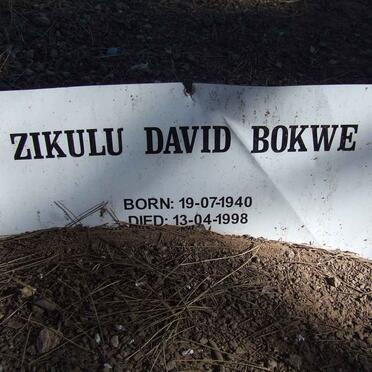 ZIKULU DAVID BOKWE
BORN: 19-07-1940
DIED: 13-04-1998